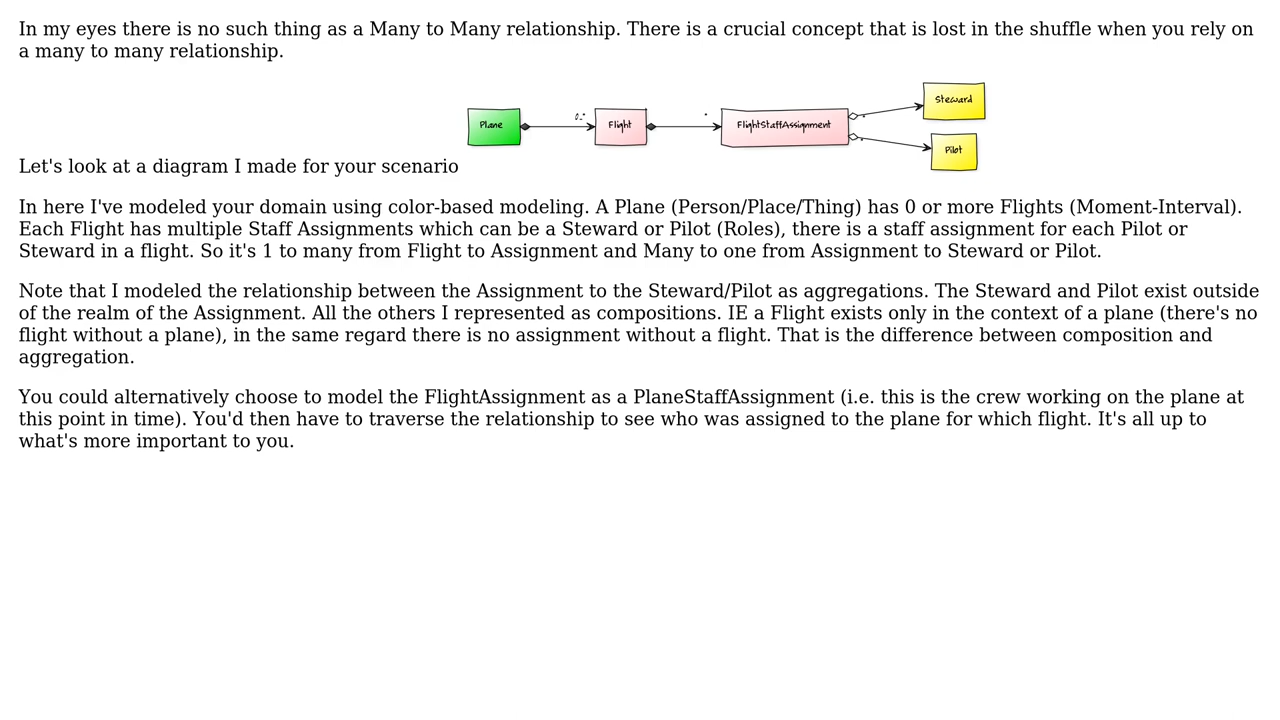 In my eyes there is no such thing as a Many to Many relationship. There is a crucial concept that is lost in the shuffle when you rely on
a many to many relationship.
Plane
0..*
Flight
*
FlightStaffAssignment
Steward
Pilot
Let's look at a diagram I made for your scenario
In here I've modeled your domain using color-based modeling. A Plane (Person/Place/Thing) has 0 or more Flights (Moment-Interval).
Each Flight has multiple Staff Assignments which can be a Steward or Pilot (Roles), there is a staff assignment for each Pilot or
Steward in a flight. So it's 1 to many from Flight to Assignment and Many to one from Assignment to Steward or Pilot.
Note that I modeled the relationship between the Assignment to the Steward/Pilot as aggregations. The Steward and Pilot exist outside
of the realm of the Assignment. All the others I represented as compositions. IE a Flight exists only in the context of a plane (there's no
flight without a plane), in the same regard there is no assignment without a flight. That is the difference between composition and
aggregation.
You could alternatively choose to model the FlightAssignment as a PlaneStaffAssignment (i.e. this is the crew working on the plane at
this point in time). You'd then have to traverse the relationship to see who was assigned to the plane for which flight. It's all up to
what's more important to you.